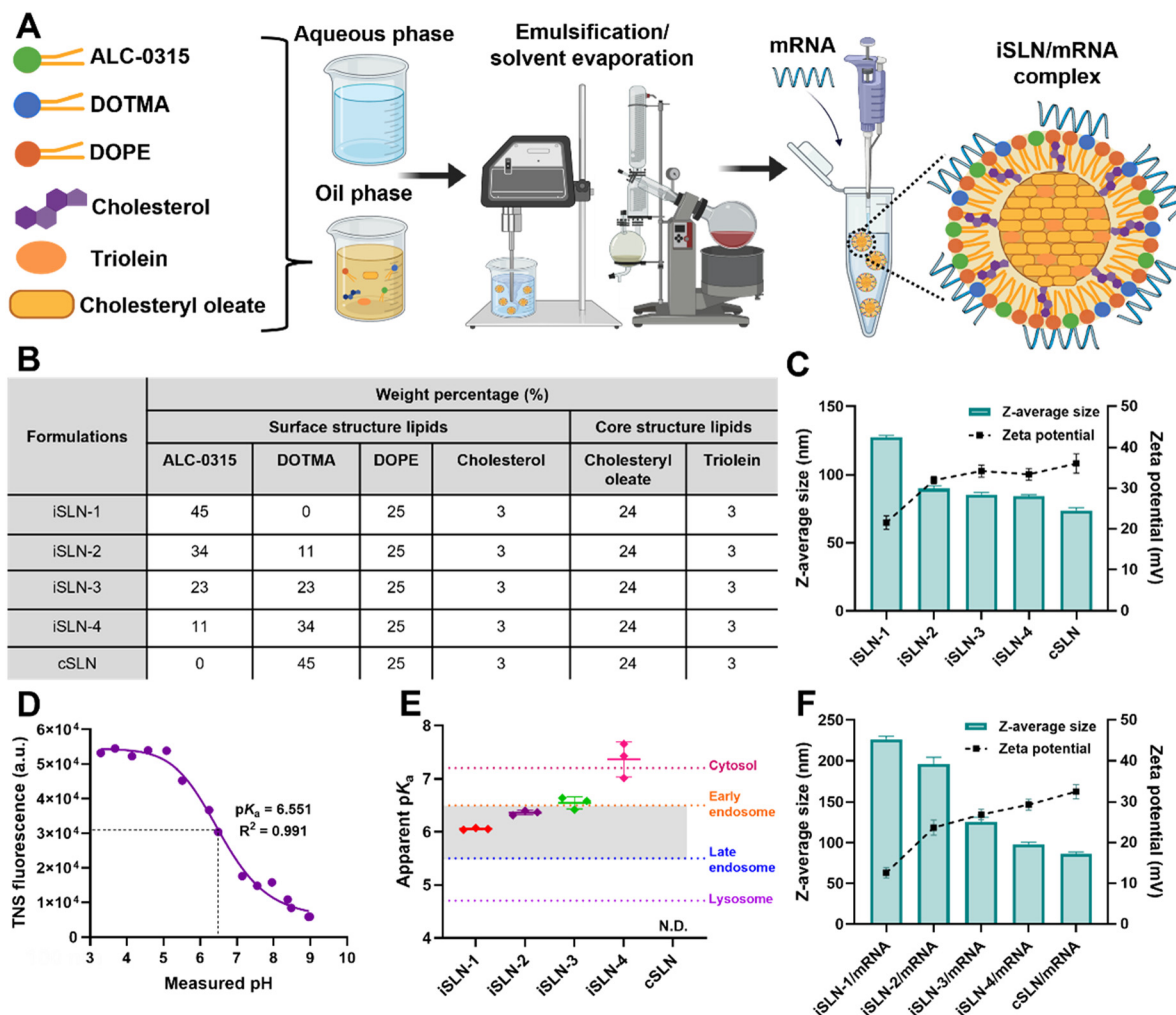 A
ALC-0315
DOTMA
DOPE
Cholesterol
Triolein
Cholesteryl oleate
Aqueous phase
Oil phase
Emulsification/
solvent evaporation
mRNA
iSLN/mRNA
complex
B
Formulations
Weight percentage (%)
Surface structure lipids
Core structure lipids
ALC-0315 DOTMA DOPE Cholesterol Cholesteryl oleate Triolein
iSLN-1 45 0 25 3 24 3
iSLN-2 34 11 25 3 24 3
iSLN-3 23 23 25 3 24 3
iSLN-4 11 34 25 3 24 3
cSLN 0 45 25 3 24 3
C
Z-average size (nm)
150
100
50
0
Z-average size
Zeta potential
50
40
30
20
10
0
Zeta potential (mV)
iSLN-1
iSLN-2
iSLN-3
iSLN-4
cSLN
D
TNS fluorescence (a.u.)
6×10⁴
5×10⁴
4×10⁴
3×10⁴
2×10⁴
1×10⁴
0
pKa = 6.551
R² = 0.991
3 4 5 6 7 8 9 10
Measured pH
E
Apparent pKa
8
7
6
5
4
Cytosol
Early
endosome
Late
endosome
Lysosome
N.D.
iSLN-1
iSLN-2
iSLN-3
iSLN-4
cSLN
F
Z-average size (nm)
250
200
150
100
50
0
Z-average size
Zeta potential
50
40
30
20
10
0
Zeta potential (mV)
iSLN-1/mRNA
iSLN-2/mRNA
iSLN-3/mRNA
iSLN-4/mRNA
cSLN/mRNA